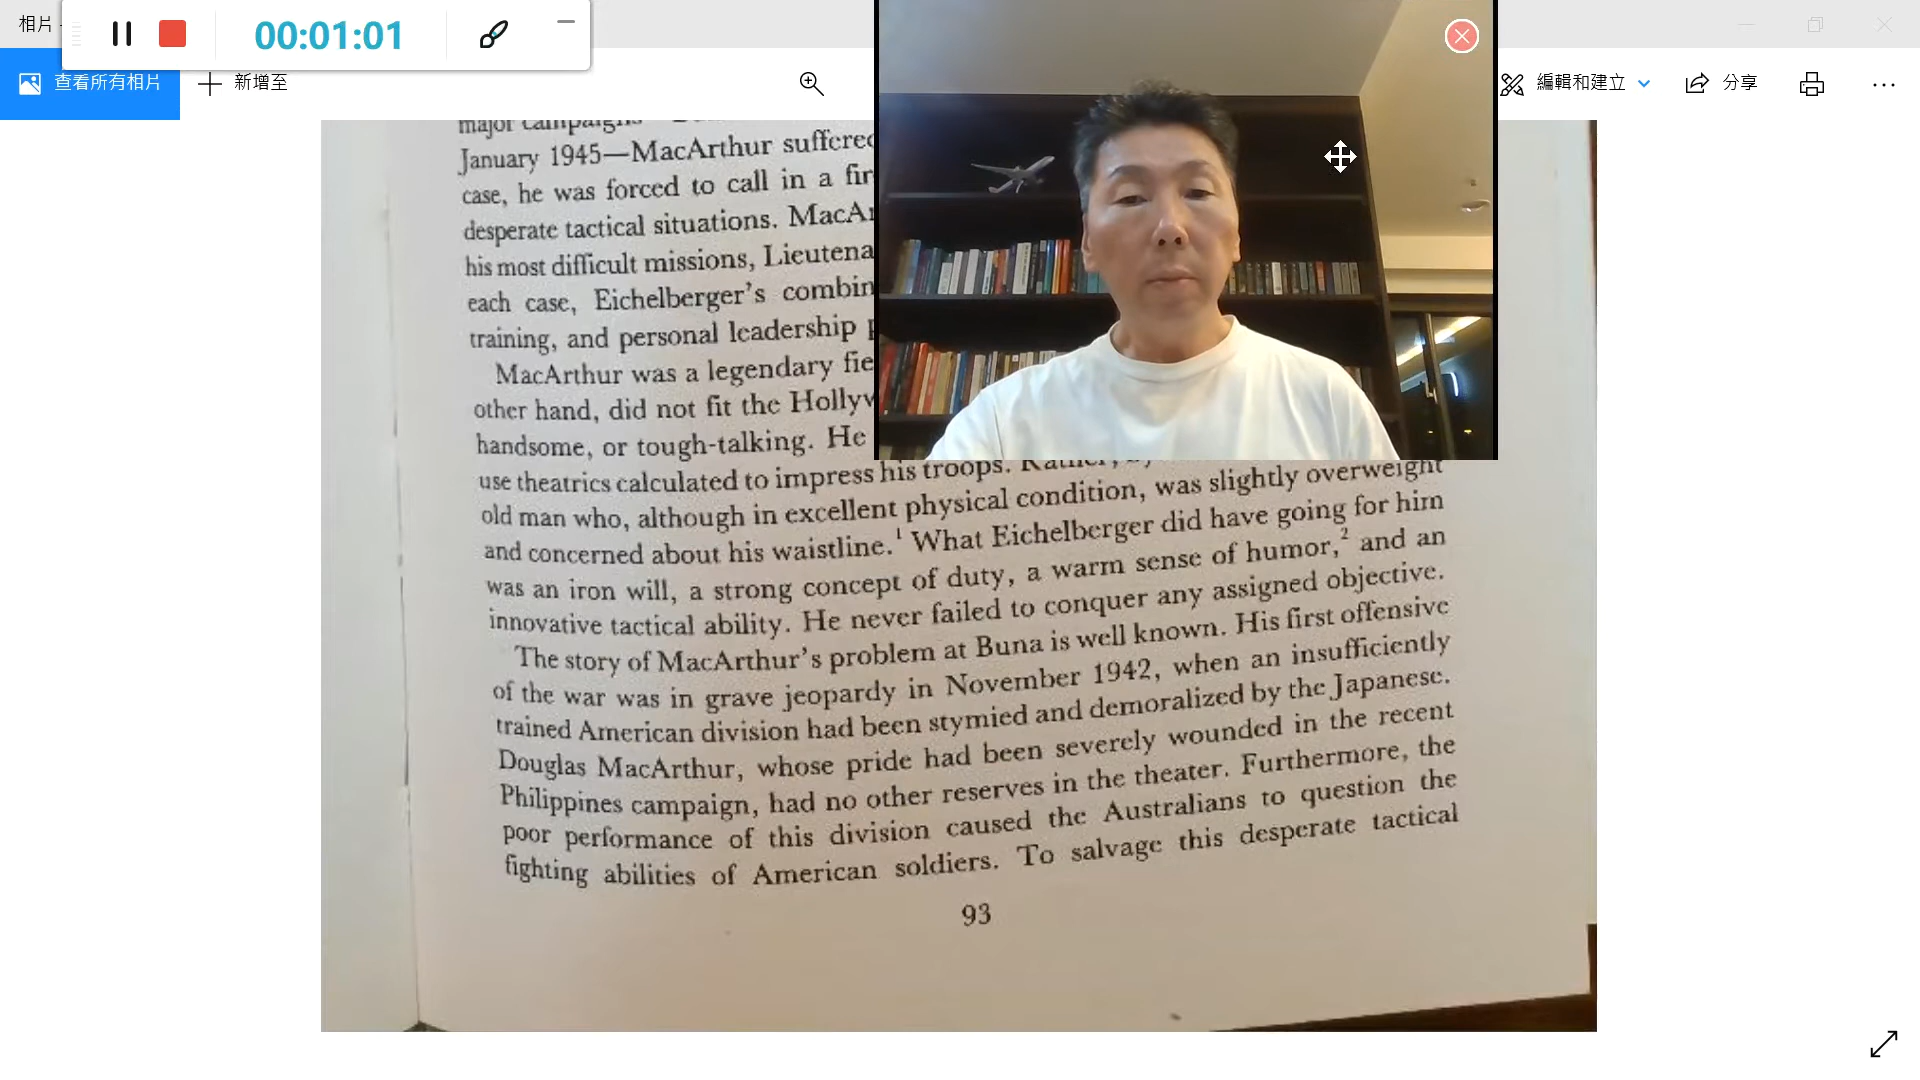 相片 -
00:01:01
查看所有相片
新增至
編輯和建立
分享
major campaigns
January 1945—MacArthur suffered
case, he was forced to call in a
desperate tactical situations.
his most difficult missions,
each case, Eichelberger's
training, and personal leadership
MacArthur was a legendary
other hand, did not fit the
handsome, or tough-talking. He
use theatrics calculated to impress his troops. Rather,
old man who, although in excellent physical condition, was slightly overweight
and concerned about his waistline.¹ What Eichelberger did have going for him
was an iron will, a strong concept of duty, a warm sense of humor,² and an
innovative tactical ability. He never failed to conquer any assigned objective.
The story of MacArthur's problem at Buna is well known. His first offensive
of the war was in grave jeopardy in November 1942, when an insufficiently
trained American division had been stymied and demoralized by the Japanese.
Douglas MacArthur, whose pride had been severely wounded in the recent
Philippines campaign, had no other reserves in the theater. Furthermore, the
poor performance of this division caused the Australians to question the
fighting abilities of American soldiers. To salvage this desperate tactical
93